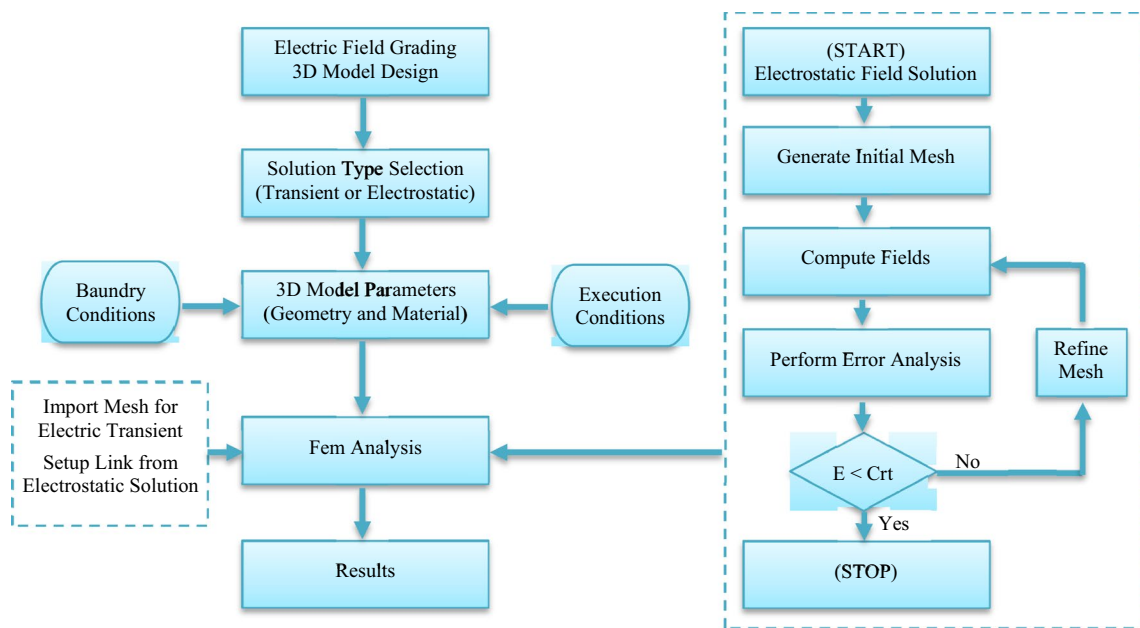 Electric Field Grading
3D Model Design
Solution Type Selection
(Transient or Electrostatic)
Baundry
Conditions
3D Model Parameters
(Geometry and Material)
Execution
Conditions
Import Mesh for
Electric Transient
Setup Link from
Electrostatic Solution
Fem Analysis
Results
(START)
Electrostatic Field Solution
Generate Initial Mesh
Compute Fields
Perform Error Analysis
Refine
Mesh
E < Crt
No
Yes
(STOP)